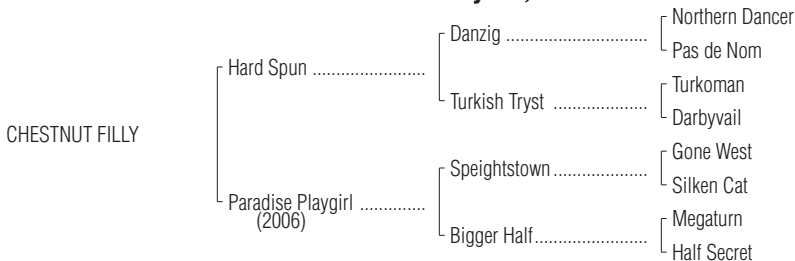 Northern Dancer
Danzig ..............................
Pas de Nom
Hard Spun ........................
Turkoman
Turkish Tryst ....................
Darbyvail
CHESTNUT FILLY
Gone West
Speightstown....................
Silken Cat
Paradise Playgirl ..............
(2006)
Megaturn
Bigger Half........................
Half Secret